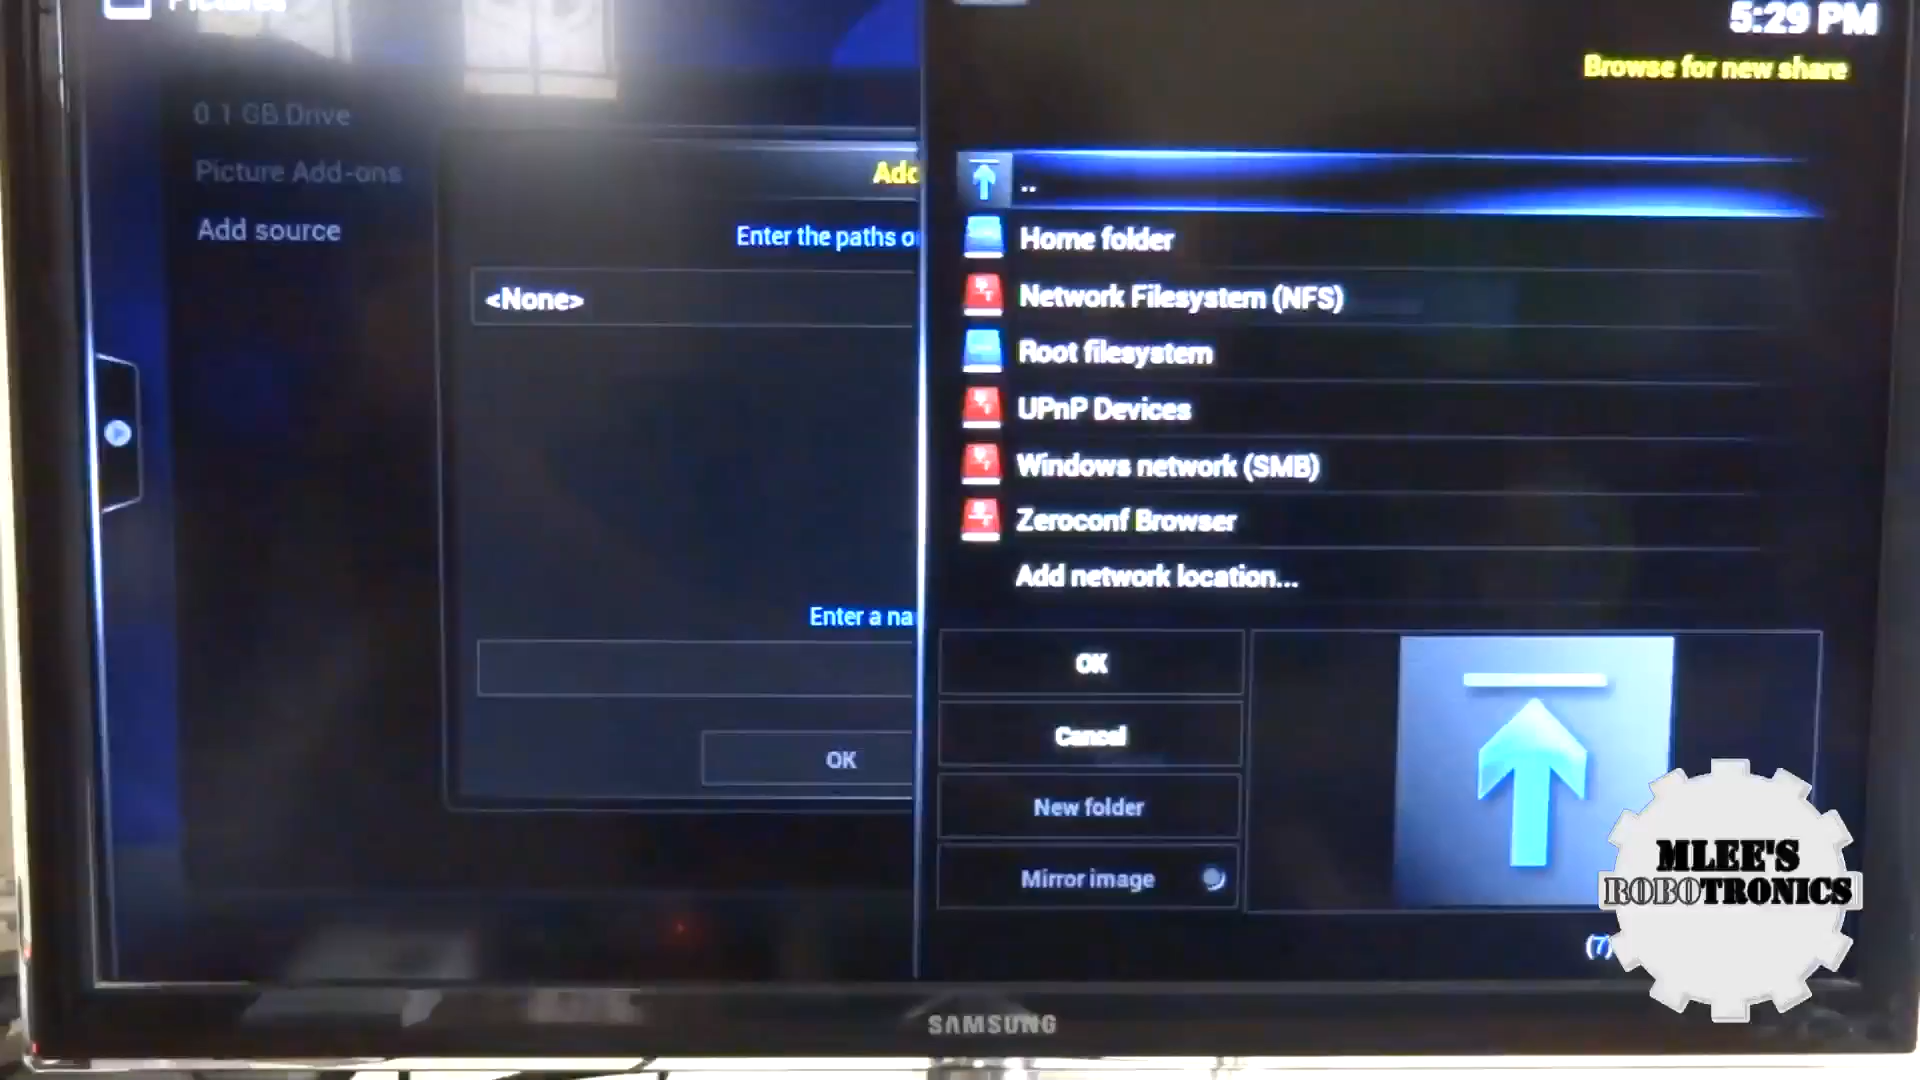 Pictures
5:29 PM
Browse for new share
0.1 GB Drive
Picture Add-ons
Add source
Enter the paths
<None>
Enter a
OK
..
Home folder
Network Filesystem (NFS)
Root filesystem
UPnP Devices
Windows network (SMB)
Zeroconf Browser
Add network location...
OK
Cancel
New folder
Mirror image
(7)
MLEE'S
ROBOTRONICS
SAMSUNG